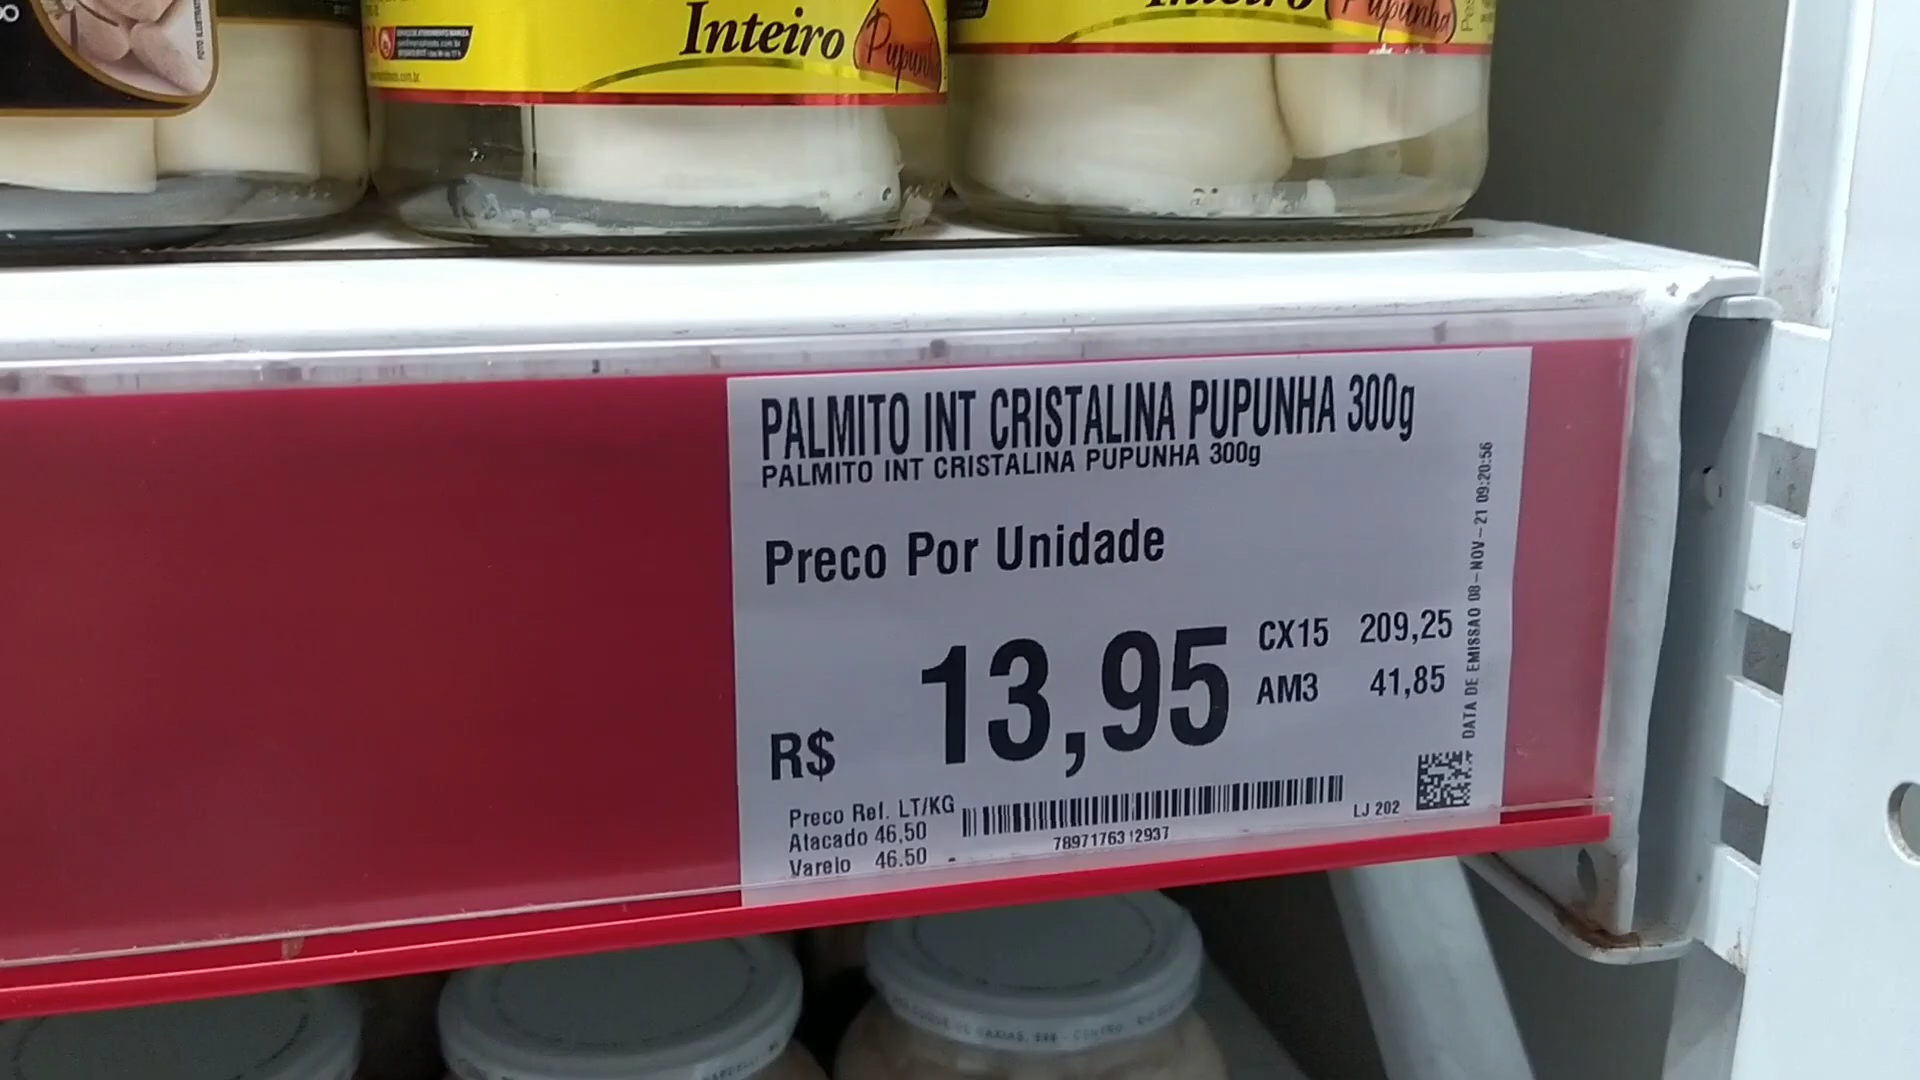 Inteiro
Pupunha
Inteiro
Pupunha
PALMITO INT CRISTALINA PUPUNHA 300g
PALMITO INT CRISTALINA PUPUNHA 300g
Preco Por Unidade
R$ 13,95
CX15 209,25
AM3 41,85
DATA DE EMISSAO 08-NOV-21 09:20:56
Preco Ref. LT/KG
Atacado 46,50
Varejo 46.50
7897176312937
LJ 202